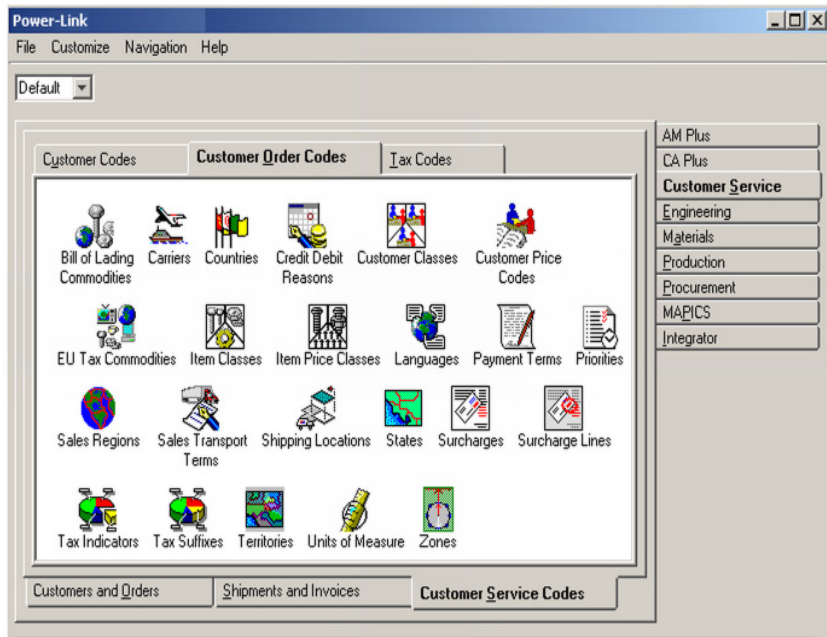 Power-Link
File Customize Navigation Help
Default
Customer Codes Customer Order Codes Tax Codes
Bill of Lading Commodities Carriers Countries Credit Debit Reasons Customer Classes Customer Price Codes
EU Tax Commodities Item Classes Item Price Classes Languages Payment Terms Priorities
Sales Regions Sales Transport Terms Shipping Locations States Surcharges Surcharge Lines
Tax Indicators Tax Suffixes Territories Units of Measure Zones
Customers and Orders Shipments and Invoices Customer Service Codes
AM Plus
CA Plus
Customer Service
Engineering
Materials
Production
Procurement
MAPICS
Integrator